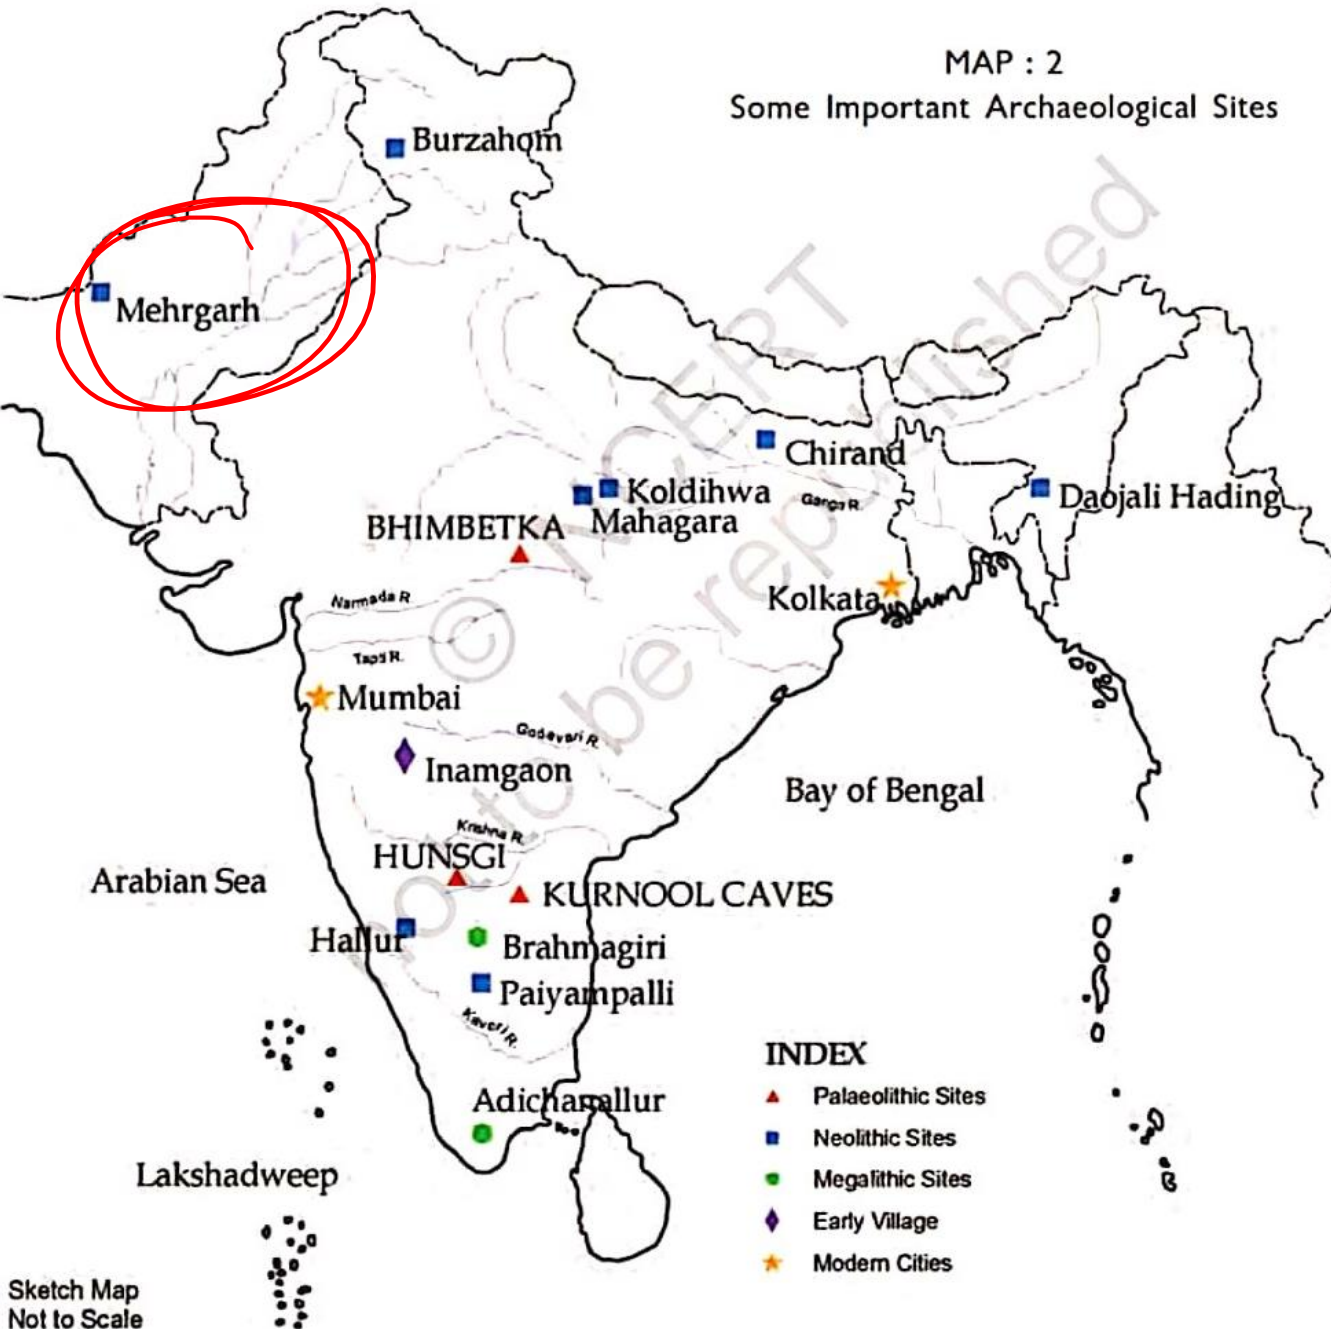 MAP : 2
Some Important Archaeological Sites
Burzahom
Mehrgarh
Chirand
Koldihwa
Mahagara
Daojali Hading
Ganga R.
BHIMBETKA
Kolkata
Narmada R.
Tapti R.
Mumbai
Godavari R.
Inamgaon
Bay of Bengal
Krishna R.
HUNSGI
Arabian Sea
KURNOOL CAVES
Hallur
Brahmagiri
Paiyampalli
Kaveri R.
Adichanallur
Lakshadweep
INDEX
Palaeolithic Sites
Neolithic Sites
Megalithic Sites
Early Village
Modern Cities
Sketch Map
Not to Scale
© NCERT
not to be republished